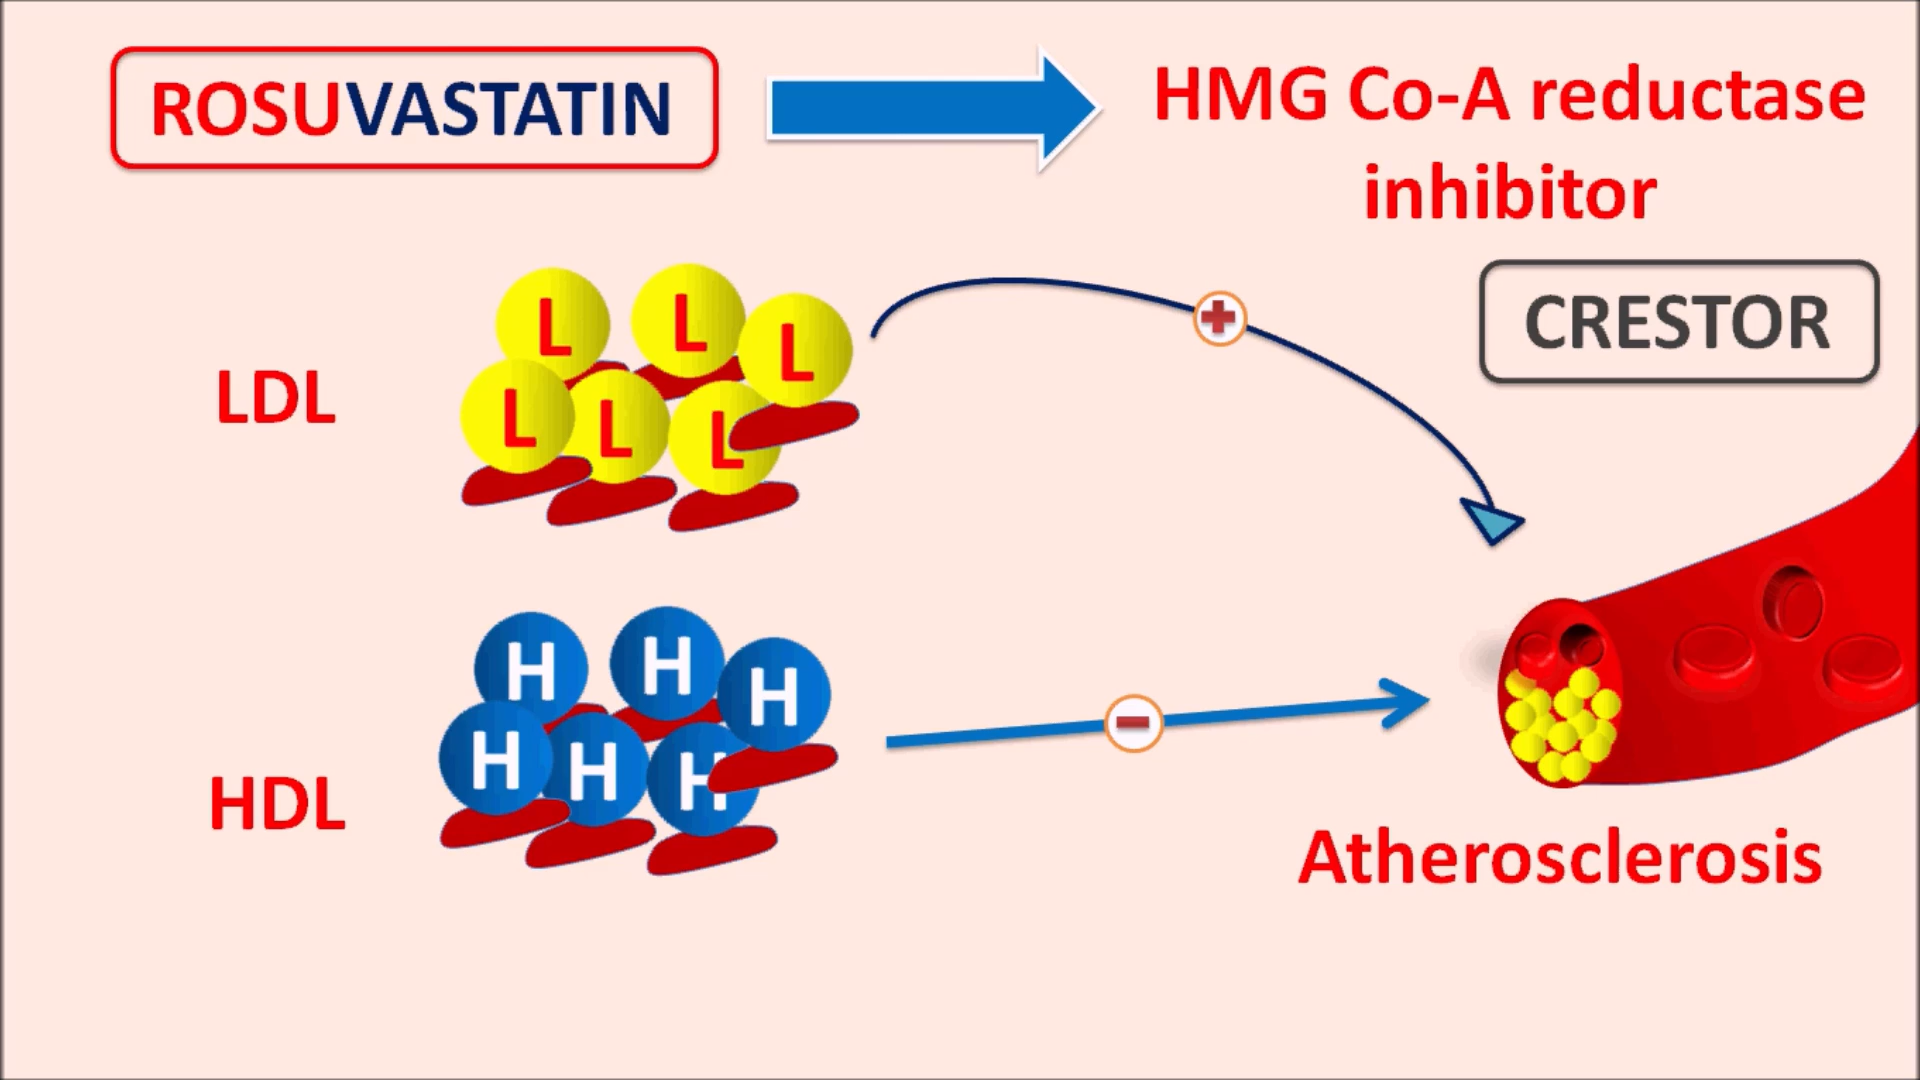 ROSUVASTATIN
HMG Co-A reductase
inhibitor
CRESTOR
L
L
L
L
L
L
LDL
H
H
H
H
H
H
HDL
Atherosclerosis